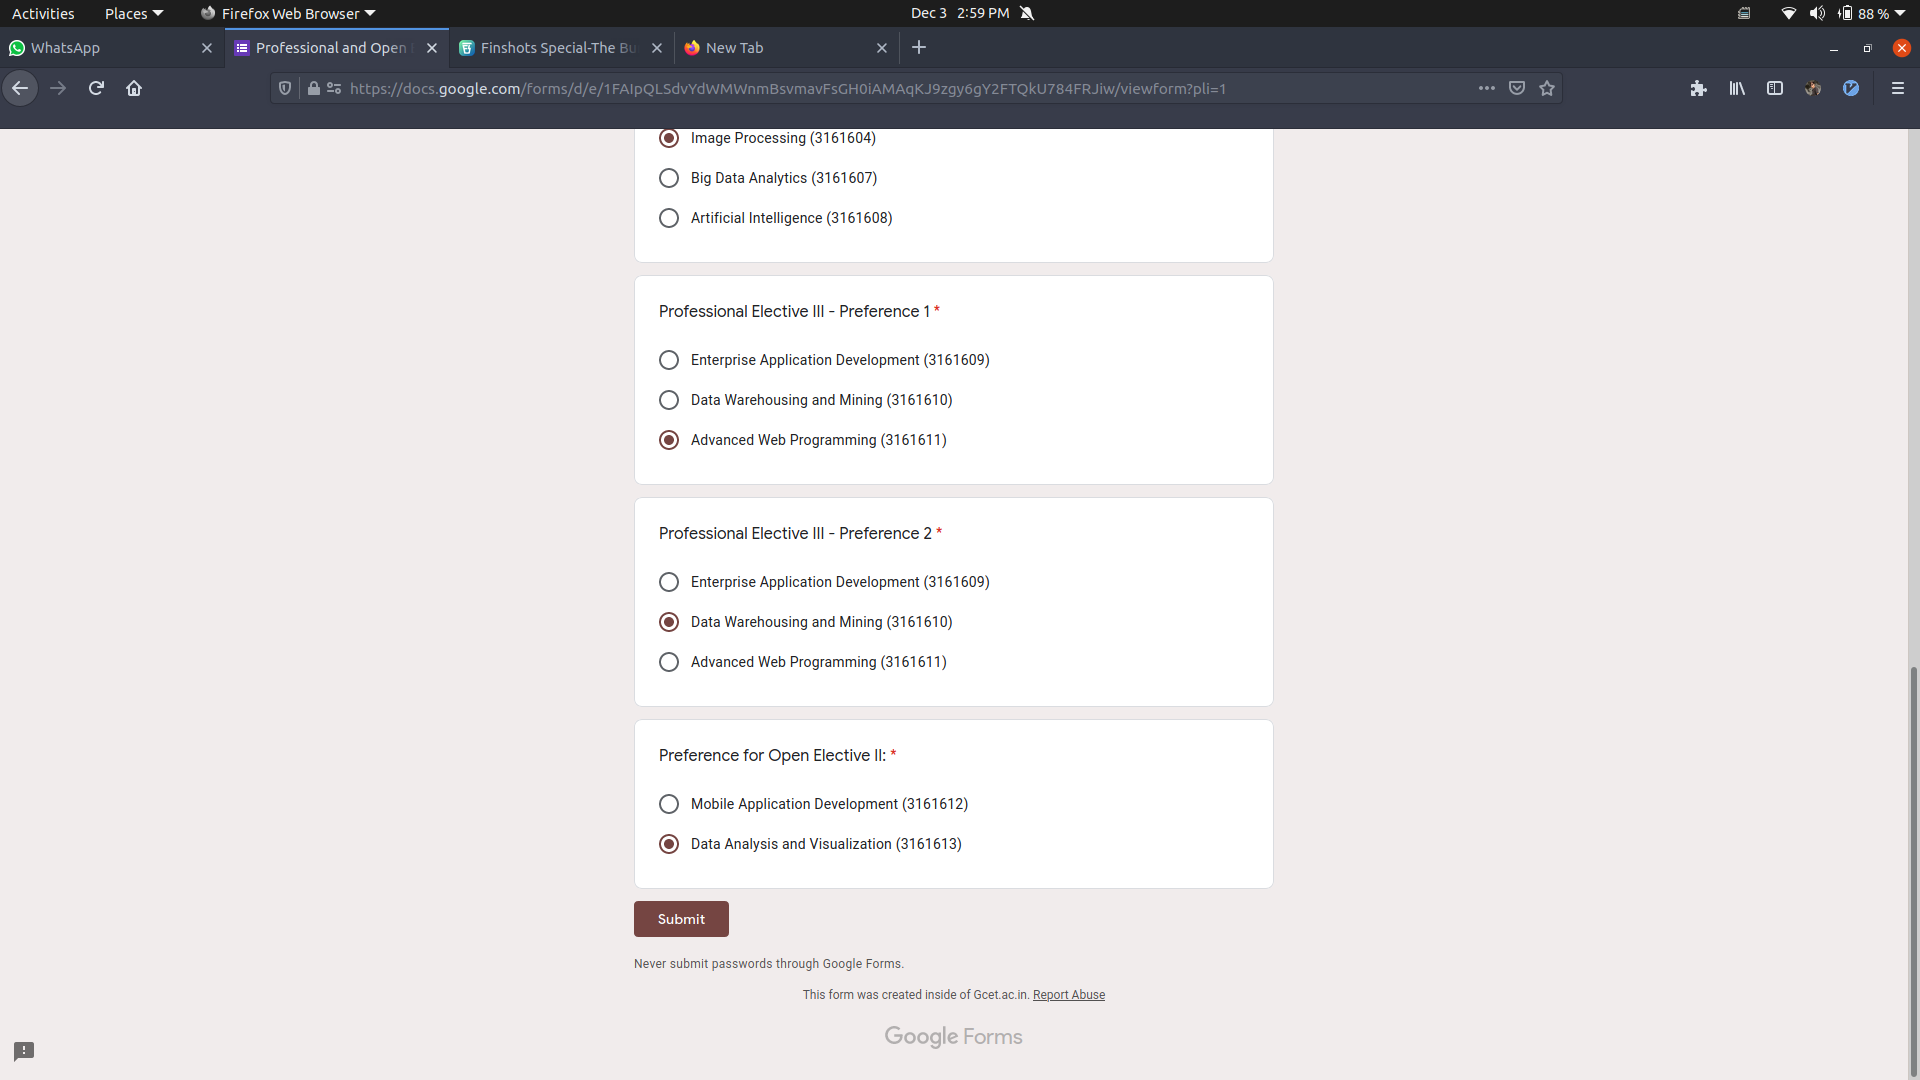 Activities Places Firefox Web Browser Dec 3 2:59 PM 88 %
WhatsApp Professional and Open Finshots Special-The Bu New Tab
https://docs.google.com/forms/d/e/1FAIpQLSdvYdWMWnmBsvmavFsGH0iAMAqKJ9zgy6gY2FTQkU784FRJiw/viewform?pli=1
Image Processing (3161604)
Big Data Analytics (3161607)
Artificial Intelligence (3161608)
Professional Elective III - Preference 1 *
Enterprise Application Development (3161609)
Data Warehousing and Mining (3161610)
Advanced Web Programming (3161611)
Professional Elective III - Preference 2 *
Enterprise Application Development (3161609)
Data Warehousing and Mining (3161610)
Advanced Web Programming (3161611)
Preference for Open Elective II: *
Mobile Application Development (3161612)
Data Analysis and Visualization (3161613)
Submit
Never submit passwords through Google Forms.
This form was created inside of Gcet.ac.in. Report Abuse
Google Forms